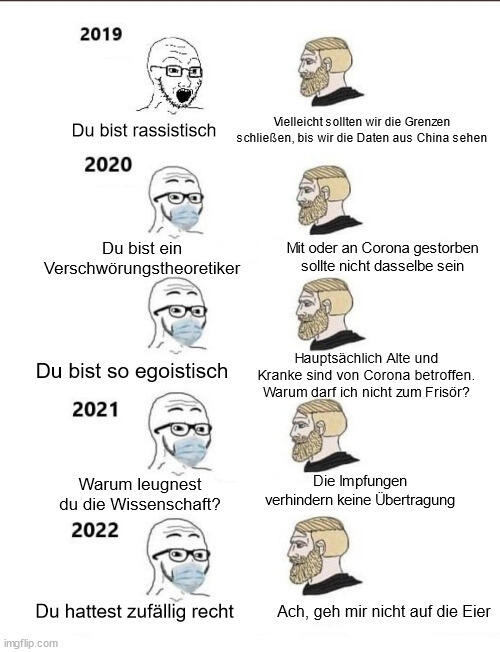 2019
Du bist rassistisch
Vielleicht sollten wir die Grenzen
schließen, bis wir die Daten aus China sehen
2020
Du bist ein
Verschwörungstheoretiker
Mit oder an Corona gestorben
sollte nicht dasselbe sein
Du bist so egoistisch
Hauptsächlich Alte und
Kranke sind von Corona betroffen.
Warum darf ich nicht zum Frisör?
2021
Warum leugnest
du die Wissenschaft?
Die Impfungen
verhindern keine Übertragung
2022
Du hattest zufällig recht
Ach, geh mir nicht auf die Eier
imgflip.com